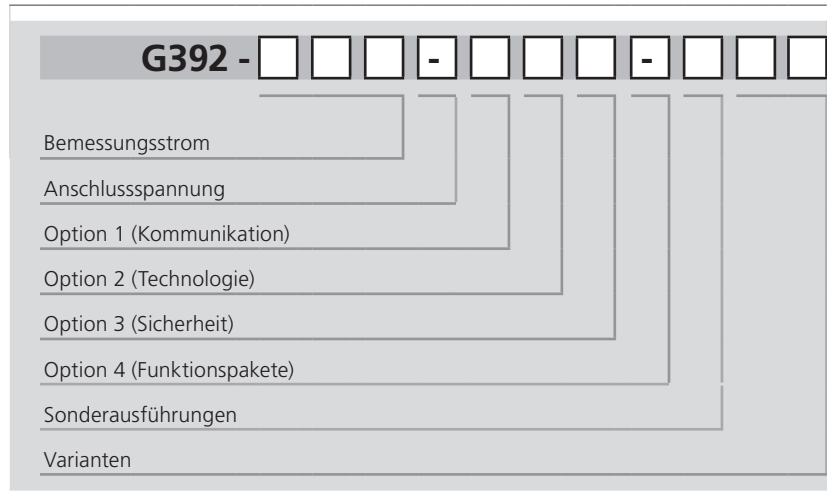 G392 - - -
Bemessungsstrom
Anschlussspannung
Option 1 (Kommunikation)
Option 2 (Technologie)
Option 3 (Sicherheit)
Option 4 (Funktionspakete)
Sonderausführungen
Varianten